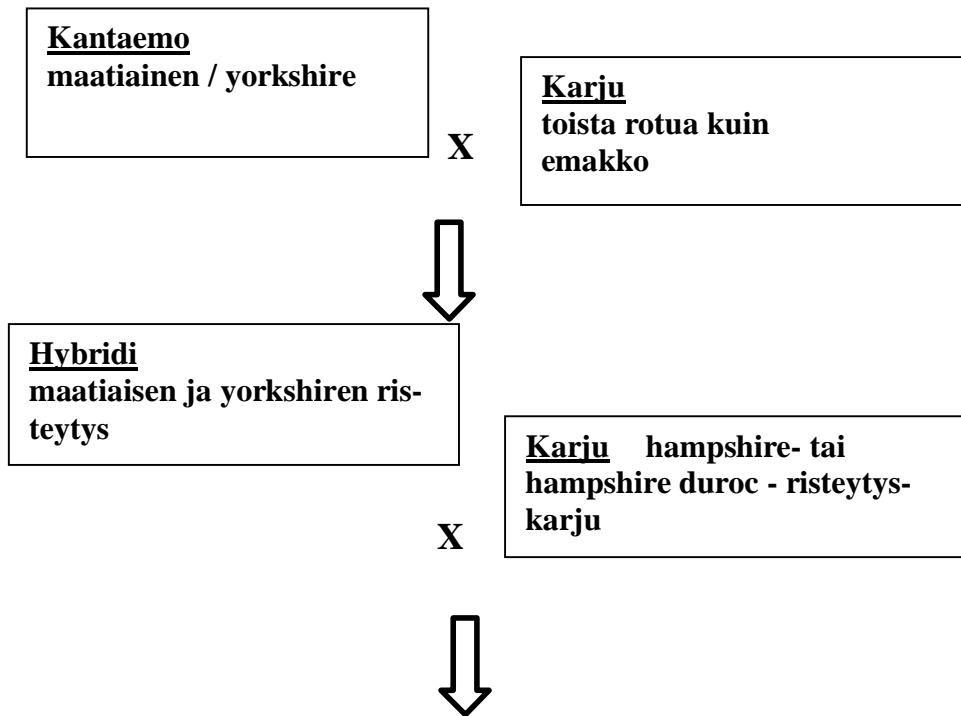 Kantaemo
maatiainen / yorkshire
Karju
toista rotua kuin
emakko
X
Hybridi
maatiaisen ja yorkshiren ris-
teytys
Karju hampshire- tai
hampshire duroc - risteytys-
karju
X